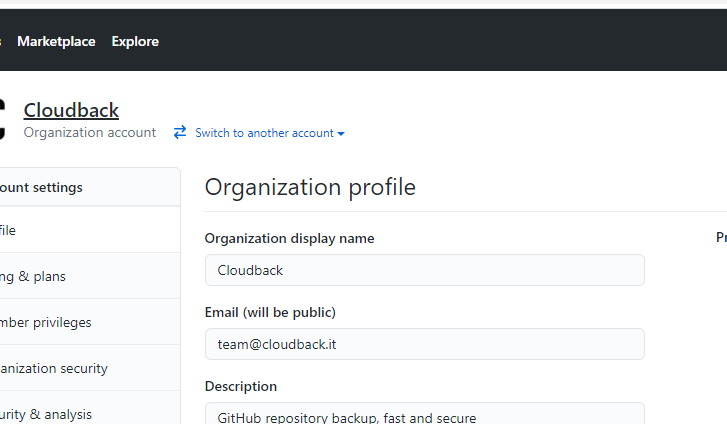 Marketplace Explore
Cloudback
Organization account Switch to another account
ount settings
Organization profile
file
Organization display name
Pr
Cloudback
ng & plans
Email (will be public)
mber privileges
team@cloudback.it
anization security
Description
urity & analysis
GitHub repository backup, fast and secure